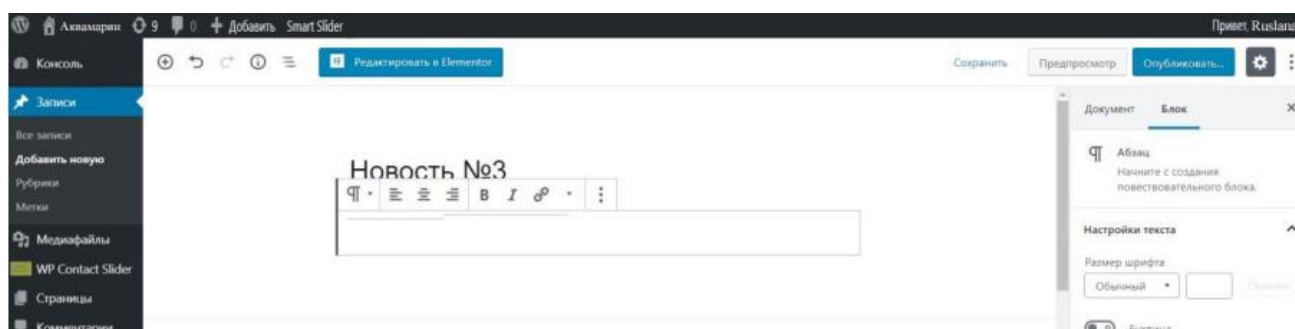 Аквамарин 9 0 + Добавить Smart Slider Привет, Ruslana
Консоль Редактировать в Elementor Сохранить Предпросмотр Опубликовать...
Записи
Документ Блок
Все записи
Добавить новую
Рубрики
Метки
Новость №3
B I
Абзац
Начните с создания
повествовательного блока.
Медиафайлы
Настройки текста
WP Contact Slider
Размер шрифта
Страницы
Обычный
Комментарии
Буквица